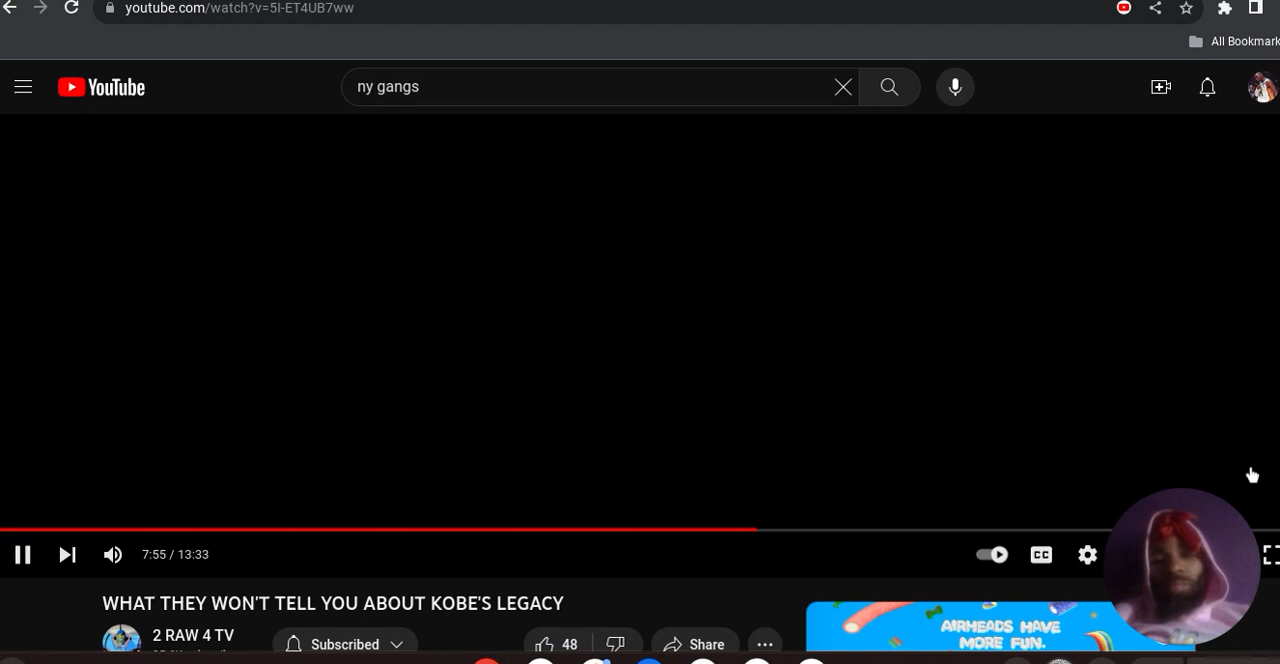 youtube.com/watch?v=5I-ET4UB7ww
All Bookmark
YouTube
ny gangs
7:55 / 13:33
CC
WHAT THEY WON'T TELL YOU ABOUT KOBE'S LEGACY
2 RAW 4 TV
Subscribed
48
Share
AIRHEADS HAVE
MORE FUN.